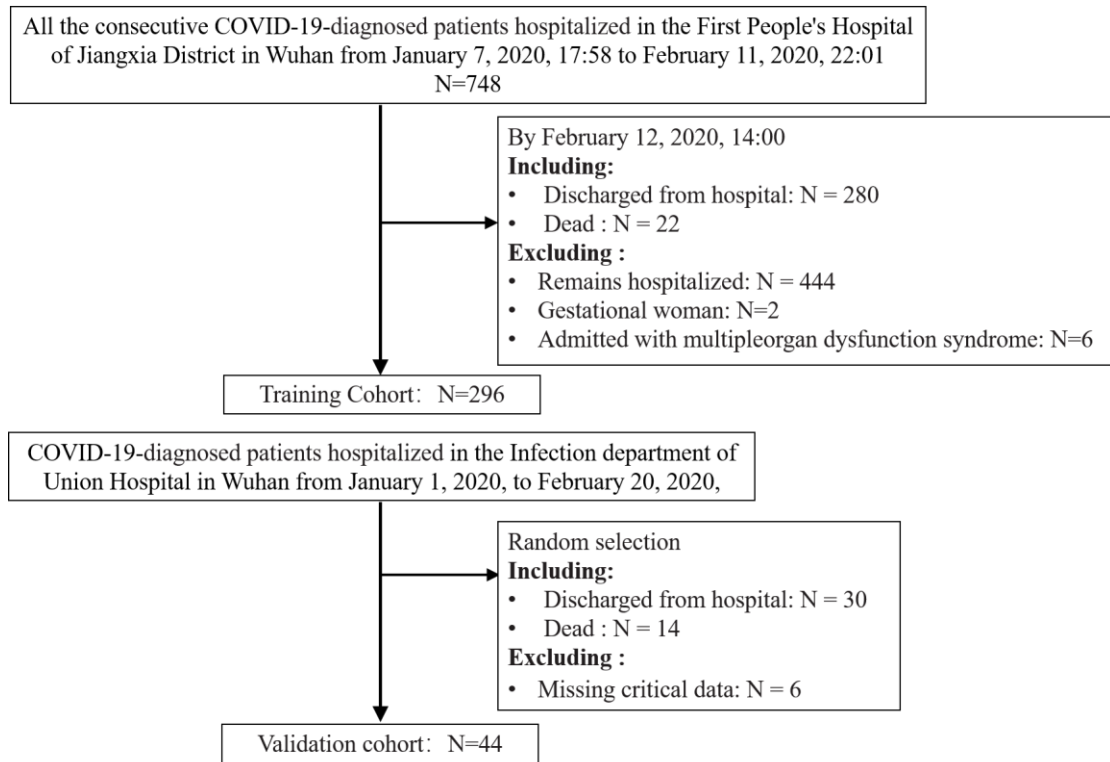 All the consecutive COVID-19-diagnosed patients hospitalized in the First People's Hospital
of Jiangxia District in Wuhan from January 7, 2020, 17:58 to February 11, 2020, 22:01
N=748
By February 12, 2020, 14:00
Including:
• Discharged from hospital: N = 280
• Dead : N = 22
Excluding :
• Remains hospitalized: N = 444
• Gestational woman: N=2
• Admitted with multipleorgan dysfunction syndrome: N=6
Training Cohort： N=296
COVID-19-diagnosed patients hospitalized in the Infection department of
Union Hospital in Wuhan from January 1, 2020, to February 20, 2020,
Random selection
Including:
• Discharged from hospital: N = 30
• Dead : N = 14
Excluding :
• Missing critical data: N = 6
Validation cohort： N=44